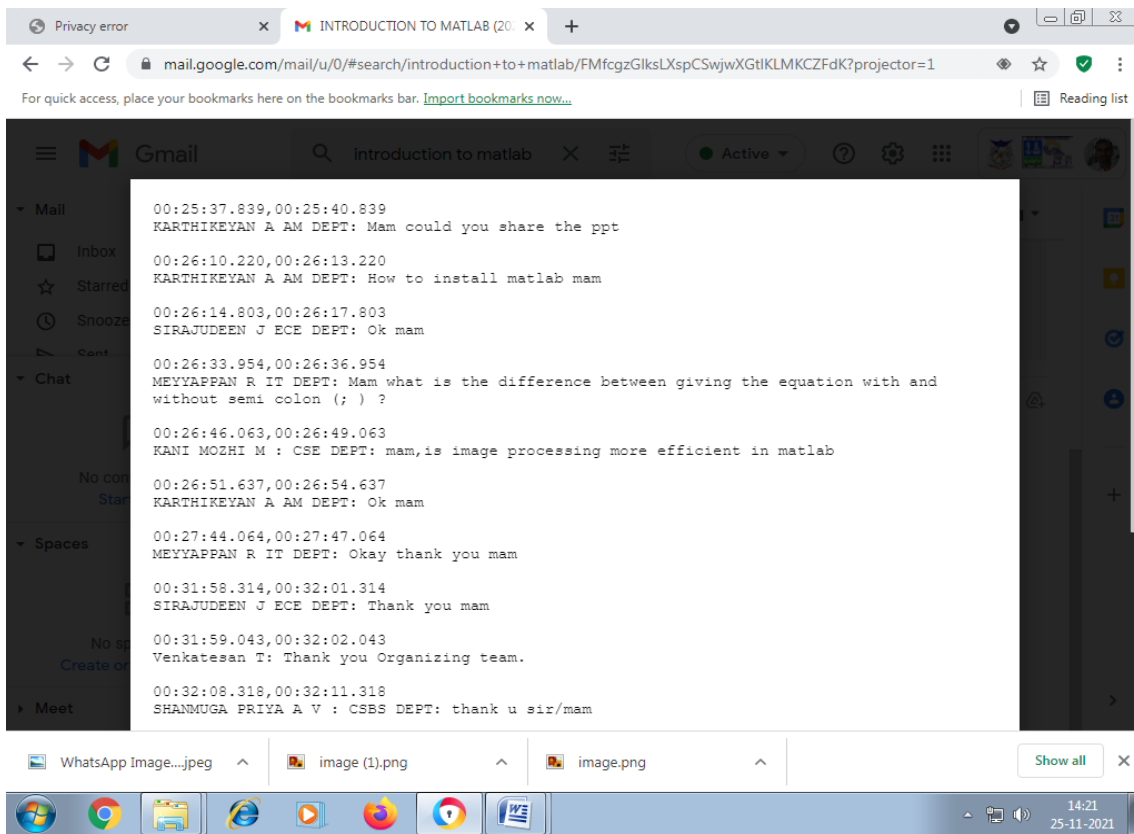 Privacy error
INTRODUCTION TO MATLAB (20
mail.google.com/mail/u/0/#search/introduction+to+matlab/FMfcgzGlksLXspCSwjwXGtlKLMKCZFdK?projector=1
For quick access, place your bookmarks here on the bookmarks bar. Import bookmarks now...
Reading list
Gmail
introduction to matlab
Active
Mail
Inbox
Starred
Snooze
Sent
Chat
No con
Star
Spaces
No sp
Create or
Meet
00:25:37.839,00:25:40.839
KARTHIKEYAN A AM DEPT: Mam could you share the ppt
00:26:10.220,00:26:13.220
KARTHIKEYAN A AM DEPT: How to install matlab mam
00:26:14.803,00:26:17.803
SIRAJUDEEN J ECE DEPT: Ok mam
00:26:33.954,00:26:36.954
MEYYAPPAN R IT DEPT: Mam what is the difference between giving the equation with and
without semi colon (; ) ?
00:26:46.063,00:26:49.063
KANI MOZHI M : CSE DEPT: mam,is image processing more efficient in matlab
00:26:51.637,00:26:54.637
KARTHIKEYAN A AM DEPT: Ok mam
00:27:44.064,00:27:47.064
MEYYAPPAN R IT DEPT: Okay thank you mam
00:31:58.314,00:32:01.314
SIRAJUDEEN J ECE DEPT: Thank you mam
00:31:59.043,00:32:02.043
Venkatesan T: Thank you Organizing team.
00:32:08.318,00:32:11.318
SHANMUGA PRIYA A V : CSBS DEPT: thank u sir/mam
WhatsApp Image....jpeg
image (1).png
image.png
Show all
14:21
25-11-2021